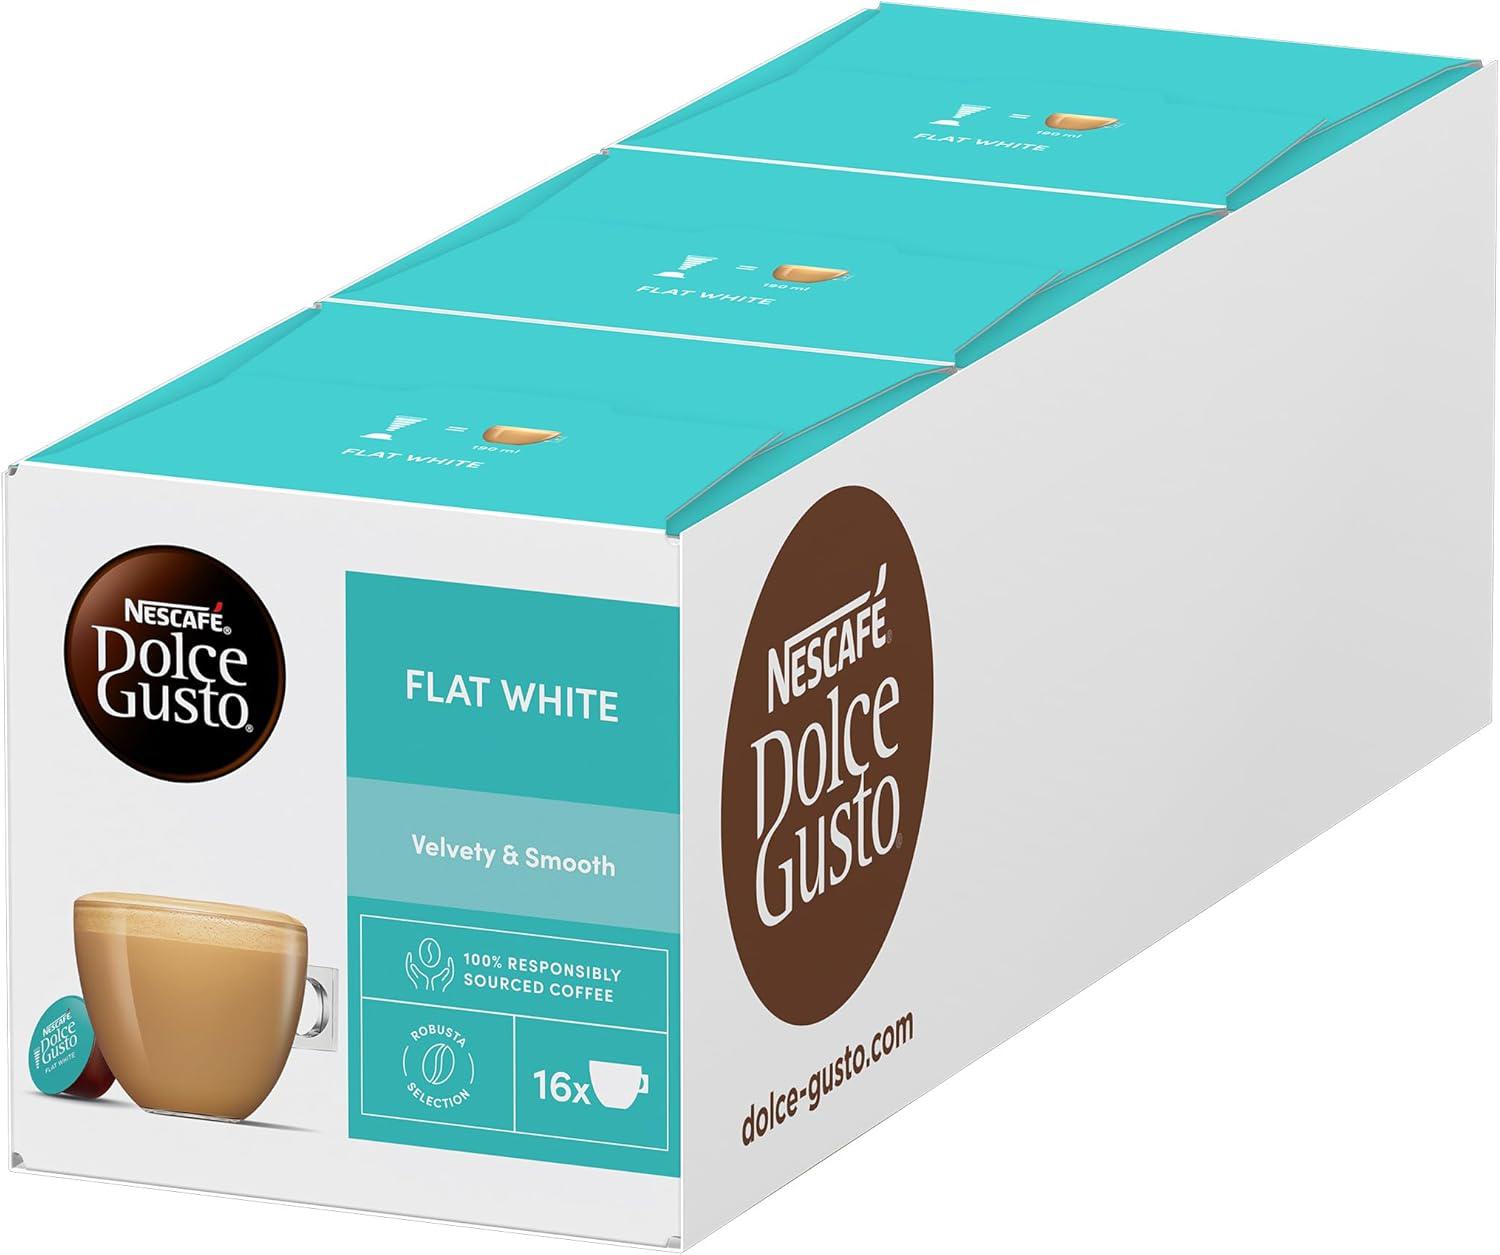 FLAT WHITE
=
190 ml
FLAT WHITE
=
190 ml
FLAT WHITE
=
190 ml
NESCAFÉ®
Dolce
Gusto®
FLAT WHITE
Velvety & Smooth
100% RESPONSIBLY
SOURCED COFFEE
ROBUSTA
SELECTION
16x
NESCAFÉ
Dolce
Gusto
FLAT WHITE
NESCAFÉ®
Dolce
Gusto®
dolce-gusto.com